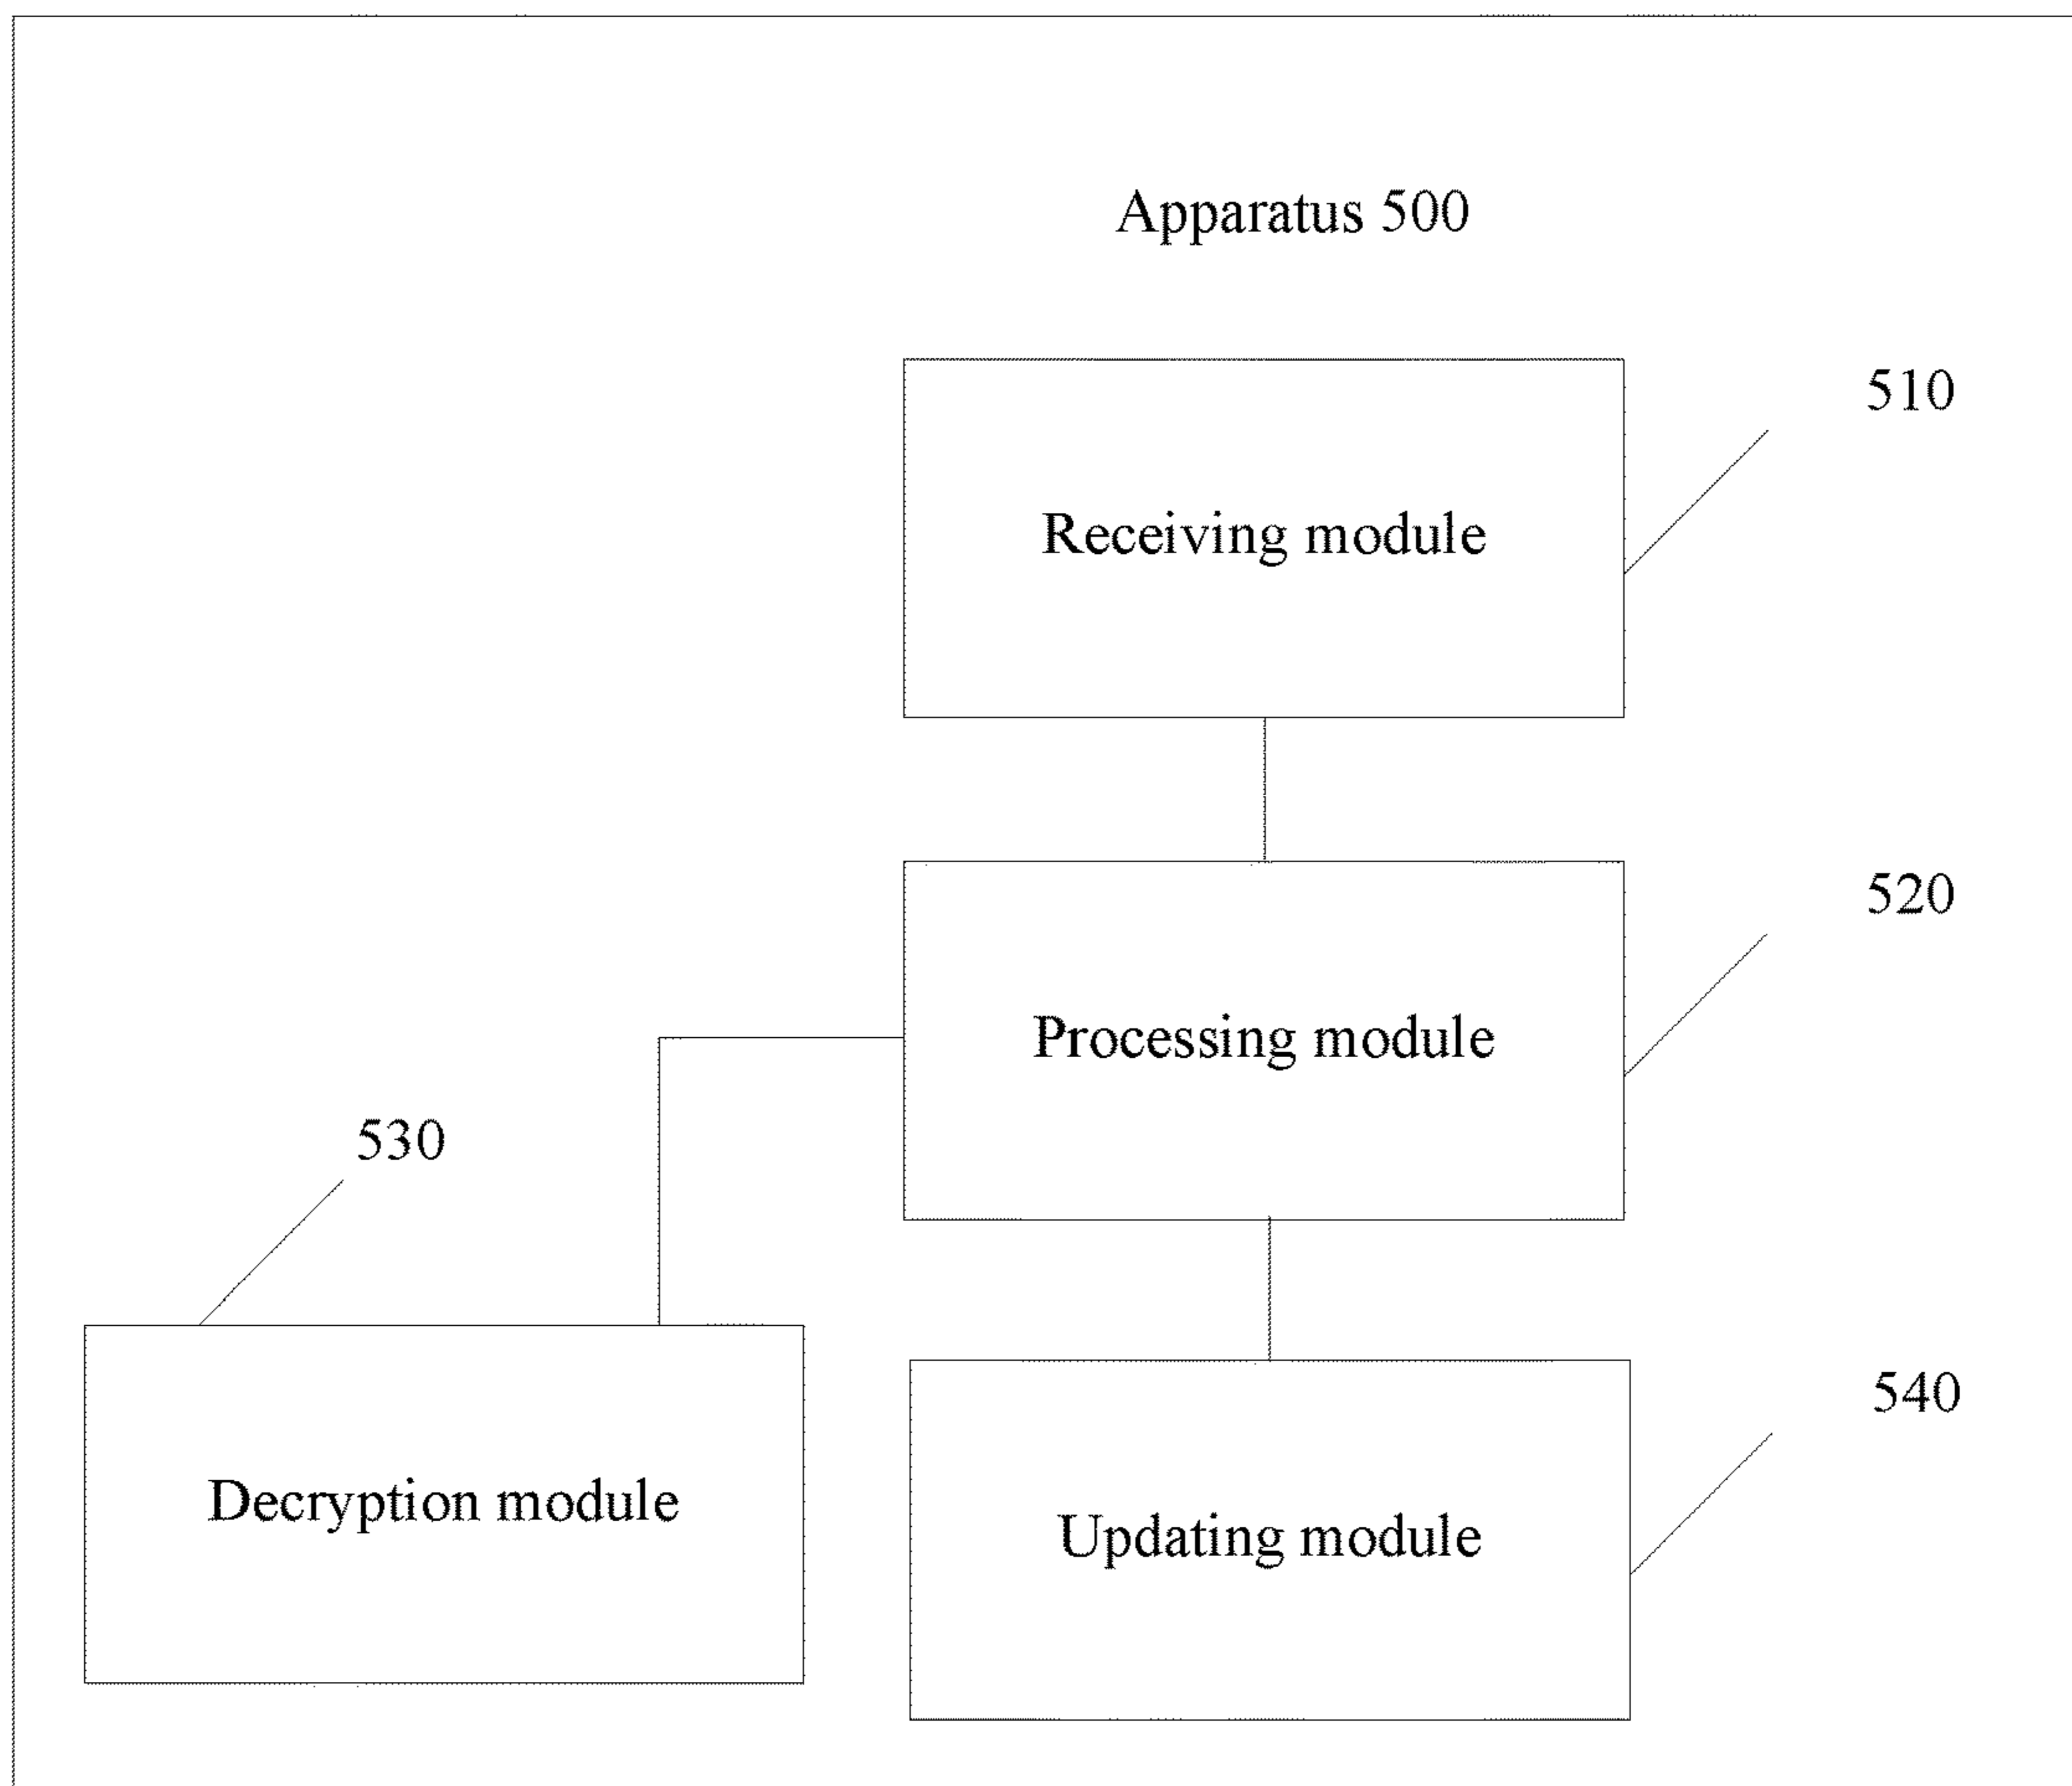 Apparatus 500
510
Receiving module
520
Processing module
530
Decryption module
540
Updating module